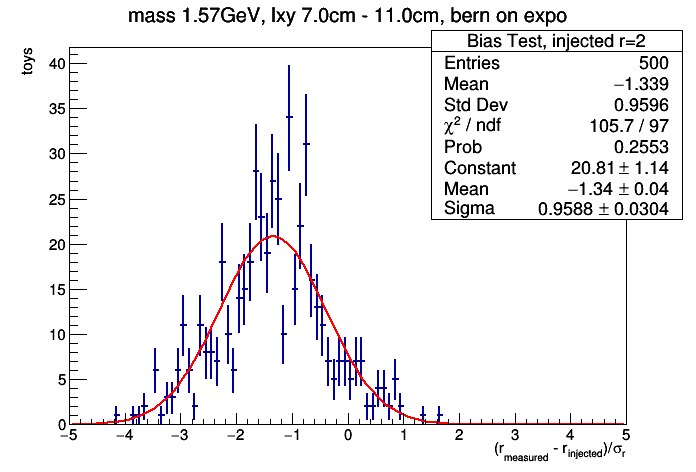 mass 1.57GeV, lxy 7.0cm - 11.0cm, bern on expo
toys
Bias Test, injected r=2
Entries 500
Mean −1.339
Std Dev 0.9596
χ² / ndf 105.7 / 97
Prob 0.2553
Constant 20.81 ± 1.14
Mean −1.34 ± 0.04
Sigma 0.9588 ± 0.0304
40
35
30
25
20
15
10
5
0
−5 −4 −3 −2 −1 0 1 2 3 4 5
(r_measured - r_injected)/σ_r